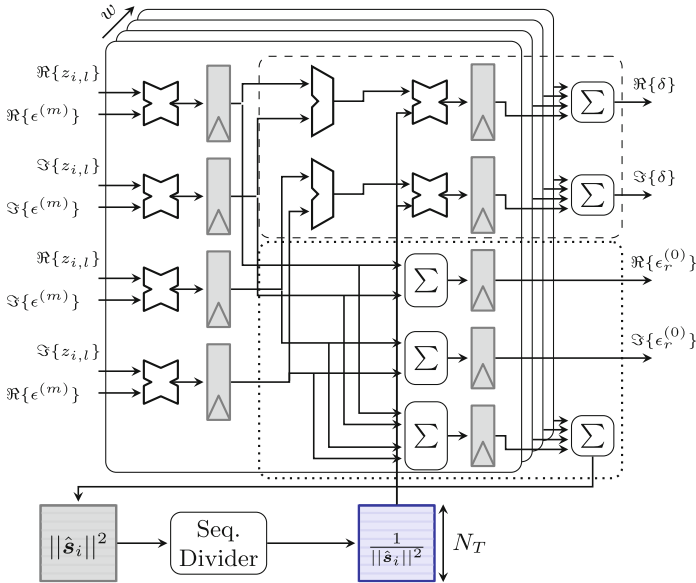 w
ℜ{z_{i,l}}
ℜ{ϵ^{(m)}}
Σ
ℜ{δ}
ℑ{z_{i,l}}
ℑ{ϵ^{(m)}}
Σ
ℑ{δ}
ℜ{z_{i,l}}
ℑ{ϵ^{(m)}}
Σ
ℜ{ϵ_r^{(0)}}
ℑ{z_{i,l}}
ℜ{ϵ^{(m)}}
Σ
ℑ{ϵ_r^{(0)}}
Σ
Σ
||ŝ_i||²
Seq.
Divider
1
||ŝ_i||²
N_T